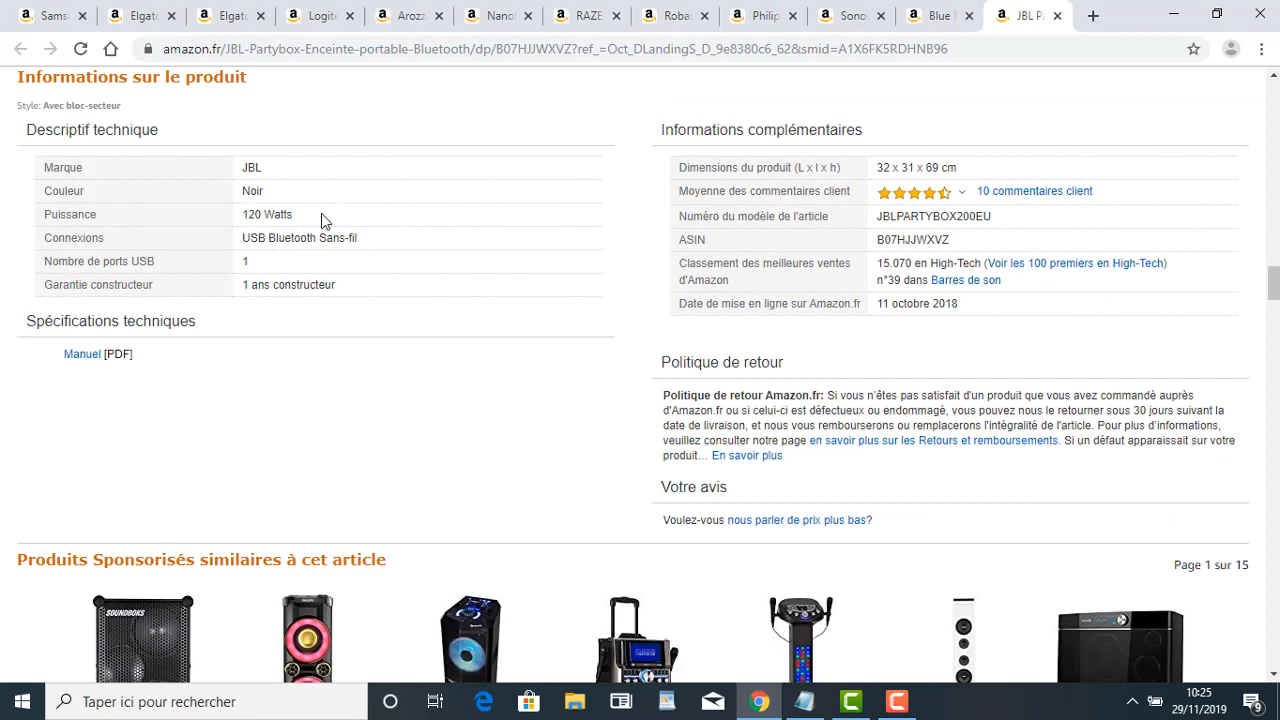 Sams
Elgat
Elgat
Logite
Arozz
Nanol
RAZE
Robas
Philip
Sono
Blue M
JBL Pa
amazon.fr/JBL-Partybox-Enceinte-portable-Bluetooth/dp/B07HJJWXVZ?ref_=Oct_DLandingS_D_9e8380c6_62&smid=A1X6FK5RDHNB96
Informations sur le produit
Style: Avec bloc-secteur
Descriptif technique
Marque JBL
Couleur Noir
Puissance 120 Watts
Connexions USB Bluetooth Sans-fil
Nombre de ports USB 1
Garantie constructeur 1 ans constructeur
Spécifications techniques
Manuel [PDF]
Informations complémentaires
Dimensions du produit (L x l x h) 32 x 31 x 69 cm
Moyenne des commentaires client 10 commentaires client
Numéro du modèle de l'article JBLPARTYBOX200EU
ASIN B07HJJWXVZ
Classement des meilleures ventes 15.070 en High-Tech (Voir les 100 premiers en High-Tech)
d'Amazon n°39 dans Barres de son
Date de mise en ligne sur Amazon.fr 11 octobre 2018
Politique de retour
Politique de retour Amazon.fr: Si vous n'êtes pas satisfait d'un produit que vous avez commandé auprès
d'Amazon.fr ou si celui-ci est défectueux ou endommagé, vous pouvez nous le retourner sous 30 jours suivant la
date de livraison, et nous vous rembourserons ou remplacerons l'intégralité de l'article. Pour plus d'informations,
veuillez consulter notre page en savoir plus sur les Retours et remboursements. Si un défaut apparaissait sur votre
produit… En savoir plus
Votre avis
Voulez-vous nous parler de prix plus bas?
Produits Sponsorisés similaires à cet article
Page 1 sur 15
SOUNDBOKS
Taper ici pour rechercher
10:25
29/11/2019
9